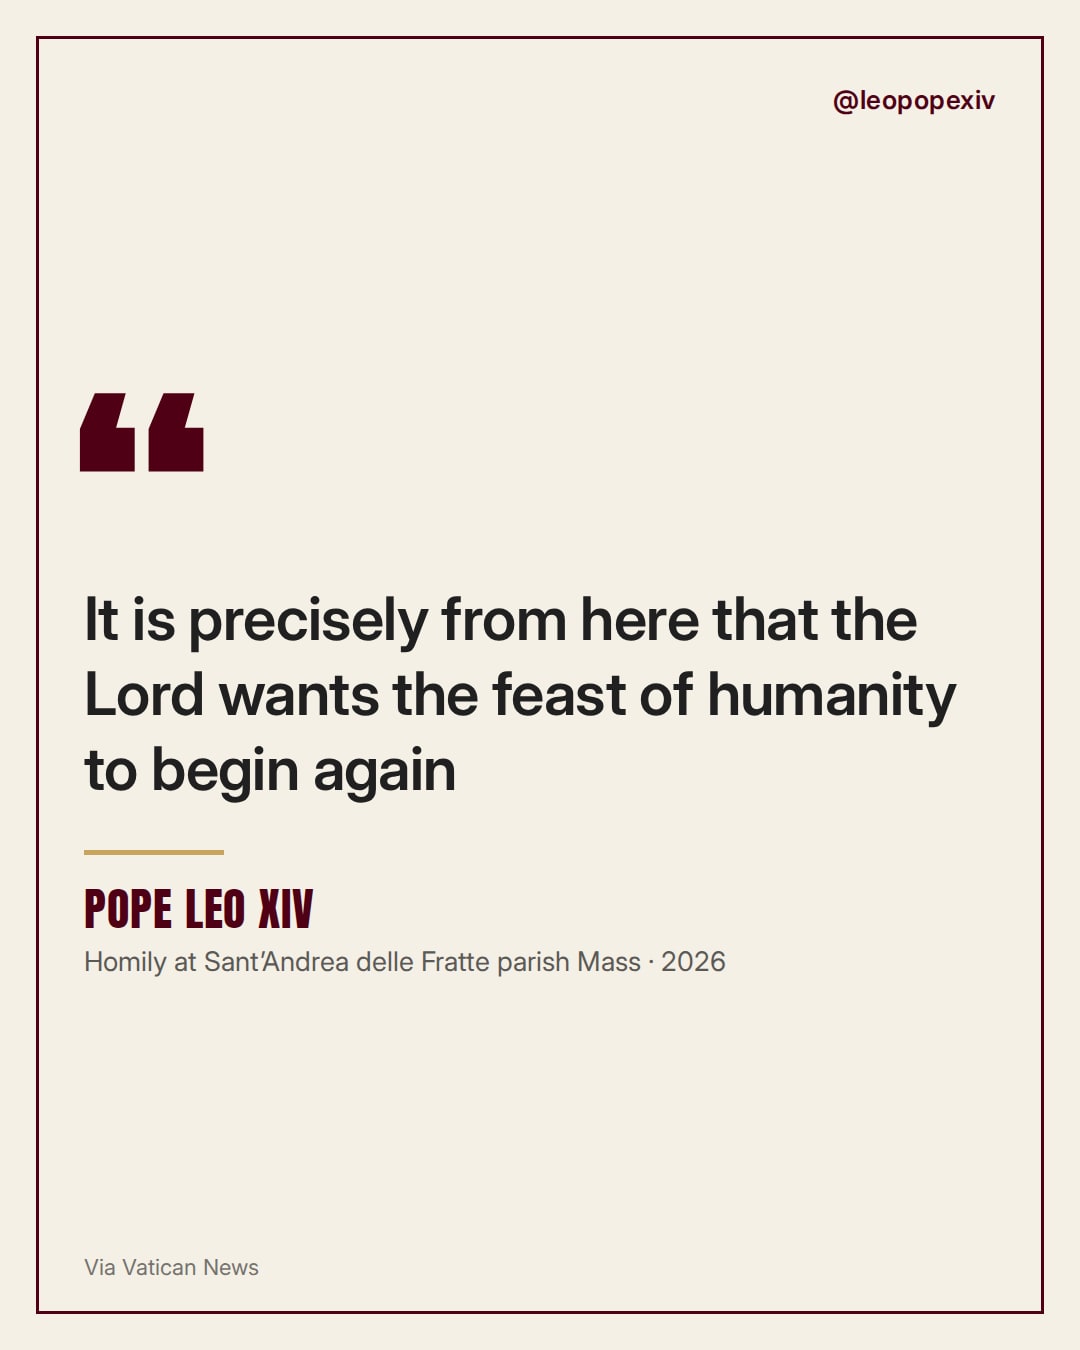 @leopopexiv
“
It is precisely from here that the
Lord wants the feast of humanity
to begin again
POPE LEO XIV
Homily at Sant’Andrea delle Fratte parish Mass · 2026
Via Vatican News